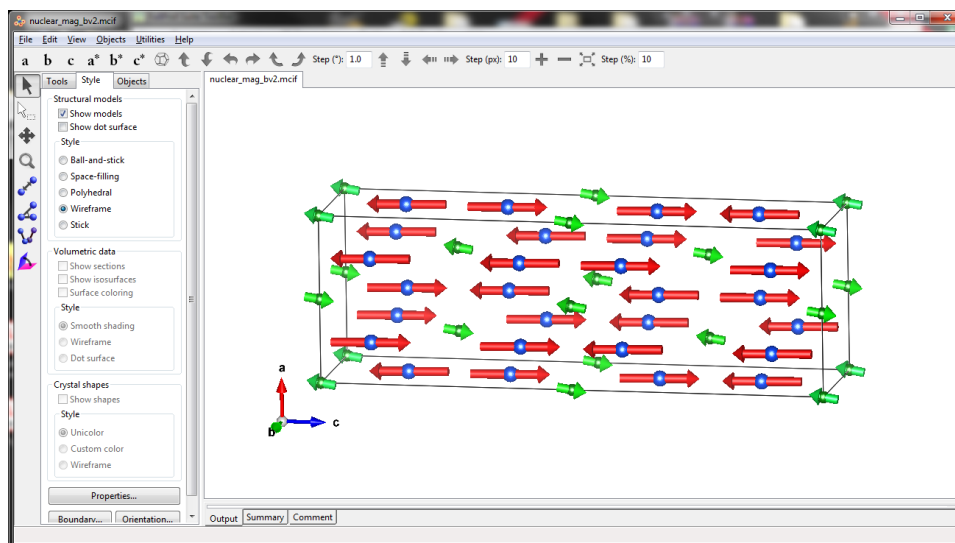 nuclear_mag_bv2.mcif
File Edit View Objects Utilities Help
a b c a* b* c* Step (°): 1.0 Step (px): 10 Step (%): 10
Tools Style Objects
nuclear_mag_bv2.mcif
Structural models
Show models
Show dot surface
Style
Ball-and-stick
Space-filling
Polyhedral
Wireframe
Stick
Volumetric data
Show sections
Show isosurfaces
Surface coloring
Style
Smooth shading
Wireframe
Dot surface
Crystal shapes
Show shapes
Style
Unicolor
Custom color
Wireframe
Properties...
Boundary... Orientation...
a
b
c
Output Summary Comment